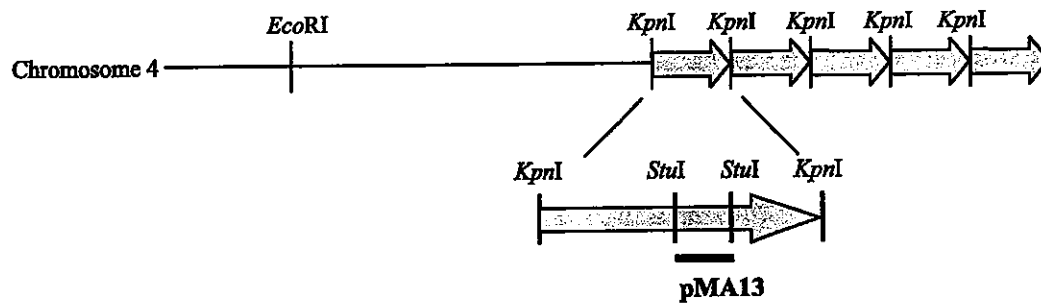 KpnI KpnI KpnI KpnI KpnI
EcoRI
Chromosome 4
KpnI StuI StuI KpnI
pMA13